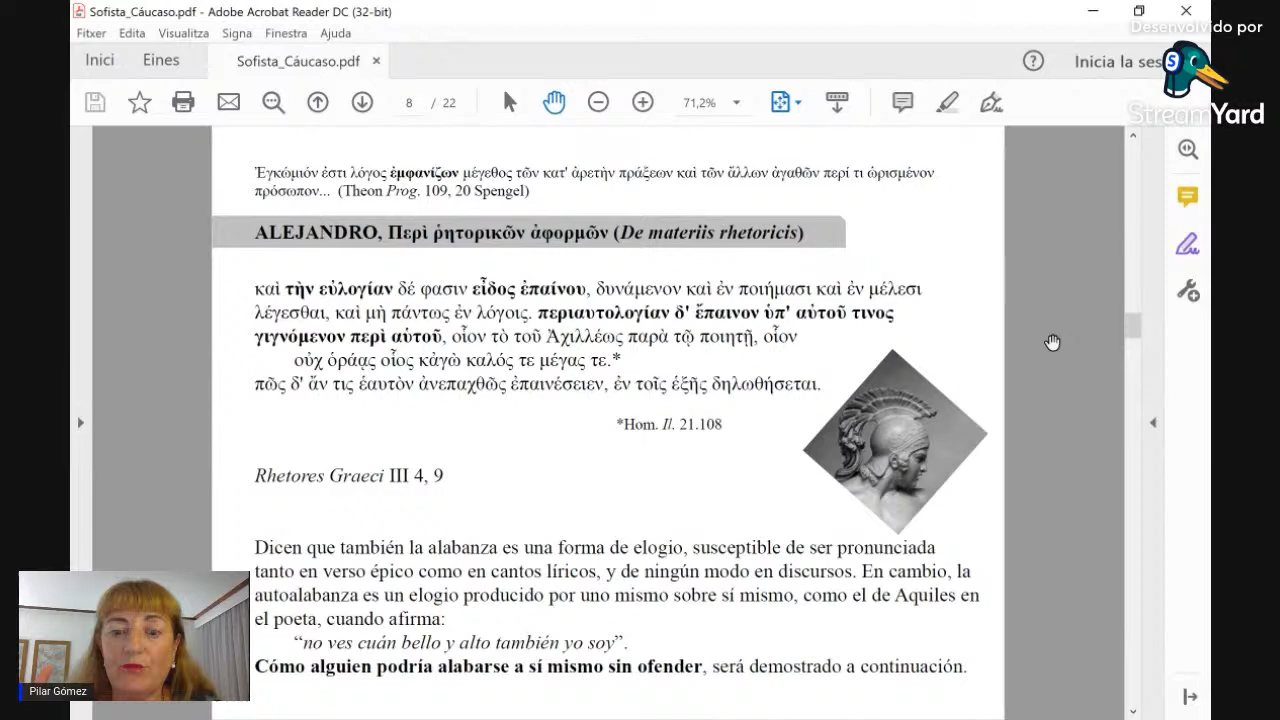 Sofista_Cáucaso.pdf - Adobe Acrobat Reader DC (32-bit)
Desenvolvido por
Fitxer Edita Visualitza Signa Finestra Ajuda
Inici Eines Sofista_Cáucaso.pdf × ? Inicia la ses
S
StreamYard
8 / 22 71,2%
Ἐγκώμιόν ἐστι λόγος ἐμφανίζων μέγεθος τῶν κατ' ἀρετὴν πράξεων καὶ τῶν ἄλλων ἀγαθῶν περί τι ὡρισμένον
πρόσωπον... (Theon Prog. 109, 20 Spengel)
ALEJANDRO, Περὶ ῥητορικῶν ἀφορμῶν (De materiis rhetoricis)
καὶ τὴν εὐλογίαν δέ φασιν εἶδος ἐπαίνου, δυνάμενον καὶ ἐν ποιήμασι καὶ ἐν μέλεσι
λέγεσθαι, καὶ μὴ πάντως ἐν λόγοις. περιαυτολογίαν δ' ἔπαινον ὑπ' αὐτοῦ τινος
γιγνόμενον περὶ αὑτοῦ, οἷον τὸ τοῦ Ἀχιλλέως παρὰ τῷ ποιητῇ, οἷον
οὐχ ὁράᾳς οἷος κἀγὼ καλός τε μέγας τε.*
πῶς δ' ἄν τις ἑαυτὸν ἀνεπαχθῶς ἐπαινέσειεν, ἐν τοῖς ἑξῆς δηλωθήσεται.
*Hom. Il. 21.108
Rhetores Graeci III 4, 9
Dicen que también la alabanza es una forma de elogio, susceptible de ser pronunciada
tanto en verso épico como en cantos líricos, y de ningún modo en discursos. En cambio, la
autoalabanza es un elogio producido por uno mismo sobre sí mismo, como el de Aquiles en
el poeta, cuando afirma:
“no ves cuán bello y alto también yo soy”.
Cómo alguien podría alabarse a sí mismo sin ofender, será demostrado a continuación.
Pilar Gómez